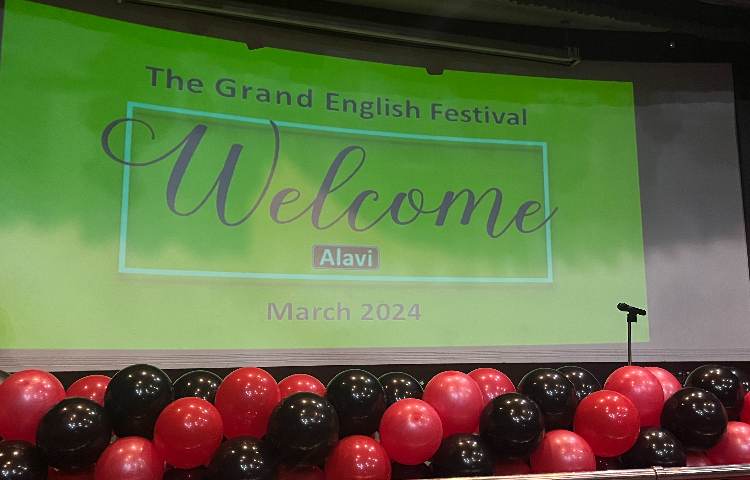 The Grand English Festival
Welcome
Alavi
March 2024